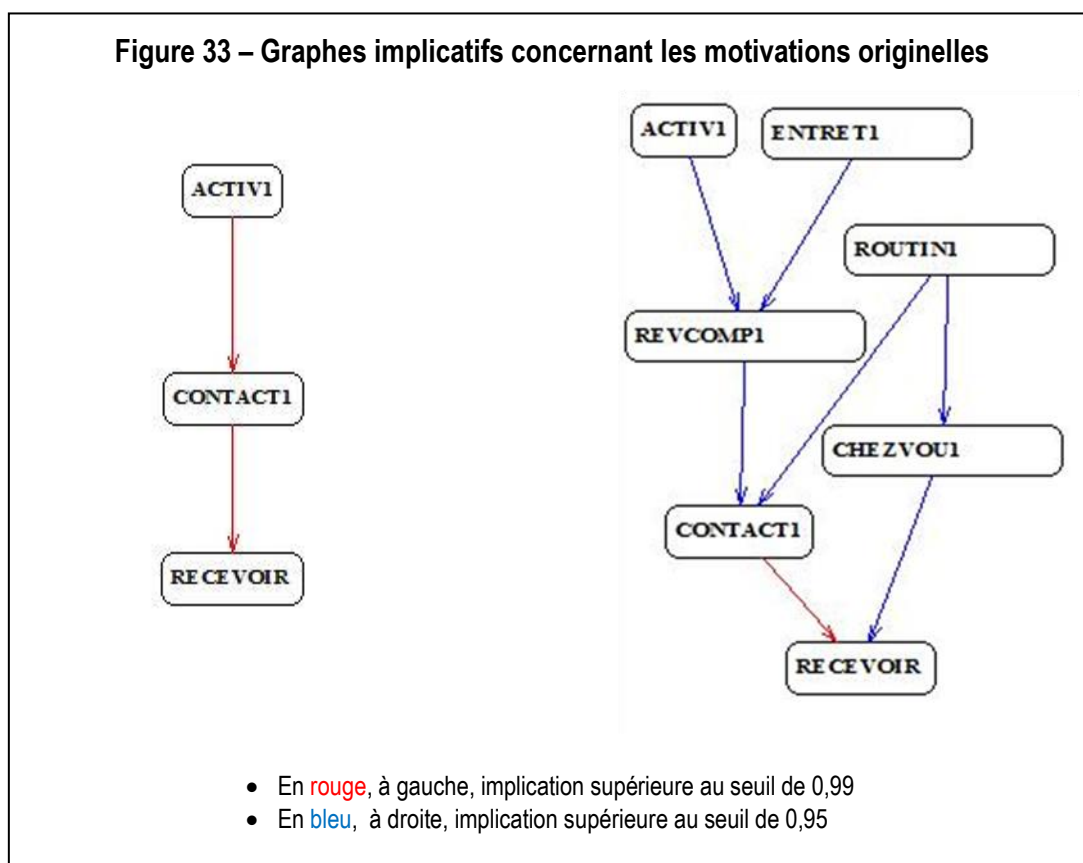 Figure 33 – Graphes implicatifs concernant les motivations originelles
ACTIV1
CONTACT1
RECEVOIR
ACTIV1
ENTRET1
ROUTIN1
REVCOMP1
CHEZVOU1
CONTACT1
RECEVOIR
• En rouge, à gauche, implication supérieure au seuil de 0,99
• En bleu, à droite, implication supérieure au seuil de 0,95